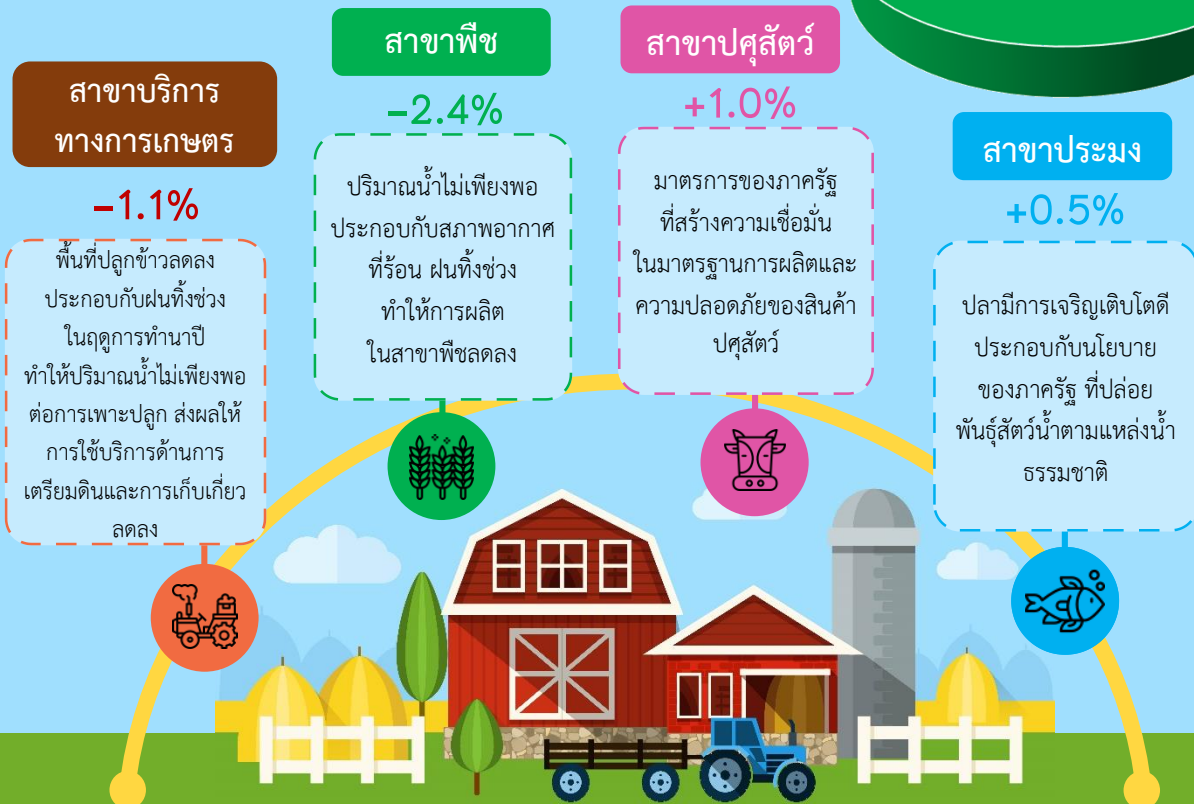 สาขาบริการ
ทางการเกษตร
–1.1%
พื้นที่ปลูกข้าวลดลง
ประกอบกับฝนทิ้งช่วง
ในฤดูการทำนาปี
ทำให้ปริมาณน้ำไม่เพียงพอ
ต่อการเพาะปลูก ส่งผลให้
การใช้บริการด้านการ
เตรียมดินและการเก็บเกี่ยว
ลดลง
สาขาพืช
–2.4%
ปริมาณน้ำไม่เพียงพอ
ประกอบกับสภาพอากาศ
ที่ร้อน ฝนทิ้งช่วง
ทำให้การผลิต
ในสาขาพืชลดลง
สาขาปศุสัตว์
+1.0%
มาตรการของภาครัฐ
ที่สร้างความเชื่อมั่น
ในมาตรฐานการผลิตและ
ความปลอดภัยของสินค้า
ปศุสัตว์
สาขาประมง
+0.5%
ปลามีการเจริญเติบโตดี
ประกอบกับนโยบาย
ของภาครัฐ ที่ปล่อย
พันธุ์สัตว์น้ำตามแหล่งน้ำ
ธรรมชาติ